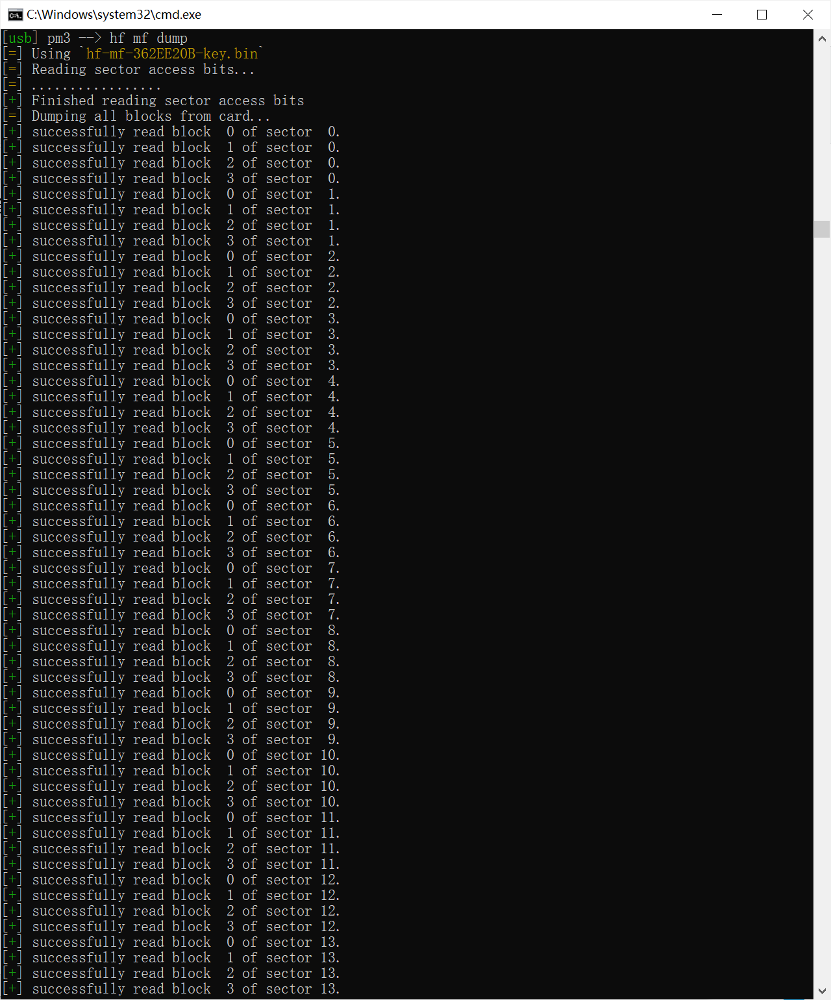 C:\Windows\system32\cmd.exe
[usb] pm3 --> hf mf dump
[=] Using `hf-mf-362EE20B-key.bin`
[=] Reading sector access bits...
[=] .................
[+] Finished reading sector access bits
[=] Dumping all blocks from card...
[+] successfully read block  0 of sector  0.
[+] successfully read block  1 of sector  0.
[+] successfully read block  2 of sector  0.
[+] successfully read block  3 of sector  0.
[+] successfully read block  0 of sector  1.
[+] successfully read block  1 of sector  1.
[+] successfully read block  2 of sector  1.
[+] successfully read block  3 of sector  1.
[+] successfully read block  0 of sector  2.
[+] successfully read block  1 of sector  2.
[+] successfully read block  2 of sector  2.
[+] successfully read block  3 of sector  2.
[+] successfully read block  0 of sector  3.
[+] successfully read block  1 of sector  3.
[+] successfully read block  2 of sector  3.
[+] successfully read block  3 of sector  3.
[+] successfully read block  0 of sector  4.
[+] successfully read block  1 of sector  4.
[+] successfully read block  2 of sector  4.
[+] successfully read block  3 of sector  4.
[+] successfully read block  0 of sector  5.
[+] successfully read block  1 of sector  5.
[+] successfully read block  2 of sector  5.
[+] successfully read block  3 of sector  5.
[+] successfully read block  0 of sector  6.
[+] successfully read block  1 of sector  6.
[+] successfully read block  2 of sector  6.
[+] successfully read block  3 of sector  6.
[+] successfully read block  0 of sector  7.
[+] successfully read block  1 of sector  7.
[+] successfully read block  2 of sector  7.
[+] successfully read block  3 of sector  7.
[+] successfully read block  0 of sector  8.
[+] successfully read block  1 of sector  8.
[+] successfully read block  2 of sector  8.
[+] successfully read block  3 of sector  8.
[+] successfully read block  0 of sector  9.
[+] successfully read block  1 of sector  9.
[+] successfully read block  2 of sector  9.
[+] successfully read block  3 of sector  9.
[+] successfully read block  0 of sector 10.
[+] successfully read block  1 of sector 10.
[+] successfully read block  2 of sector 10.
[+] successfully read block  3 of sector 10.
[+] successfully read block  0 of sector 11.
[+] successfully read block  1 of sector 11.
[+] successfully read block  2 of sector 11.
[+] successfully read block  3 of sector 11.
[+] successfully read block  0 of sector 12.
[+] successfully read block  1 of sector 12.
[+] successfully read block  2 of sector 12.
[+] successfully read block  3 of sector 12.
[+] successfully read block  0 of sector 13.
[+] successfully read block  1 of sector 13.
[+] successfully read block  2 of sector 13.
[+] successfully read block  3 of sector 13.